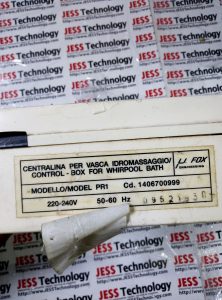 JESS Technology
CENTRALINA PER VASCA IDROMASSAGGIO/
CONTROL - BOX FOR WHIRPOOL BATH
FOX
MODELLO/MODEL PR1 Cd. 1406700999
220-240V 50-60 Hz